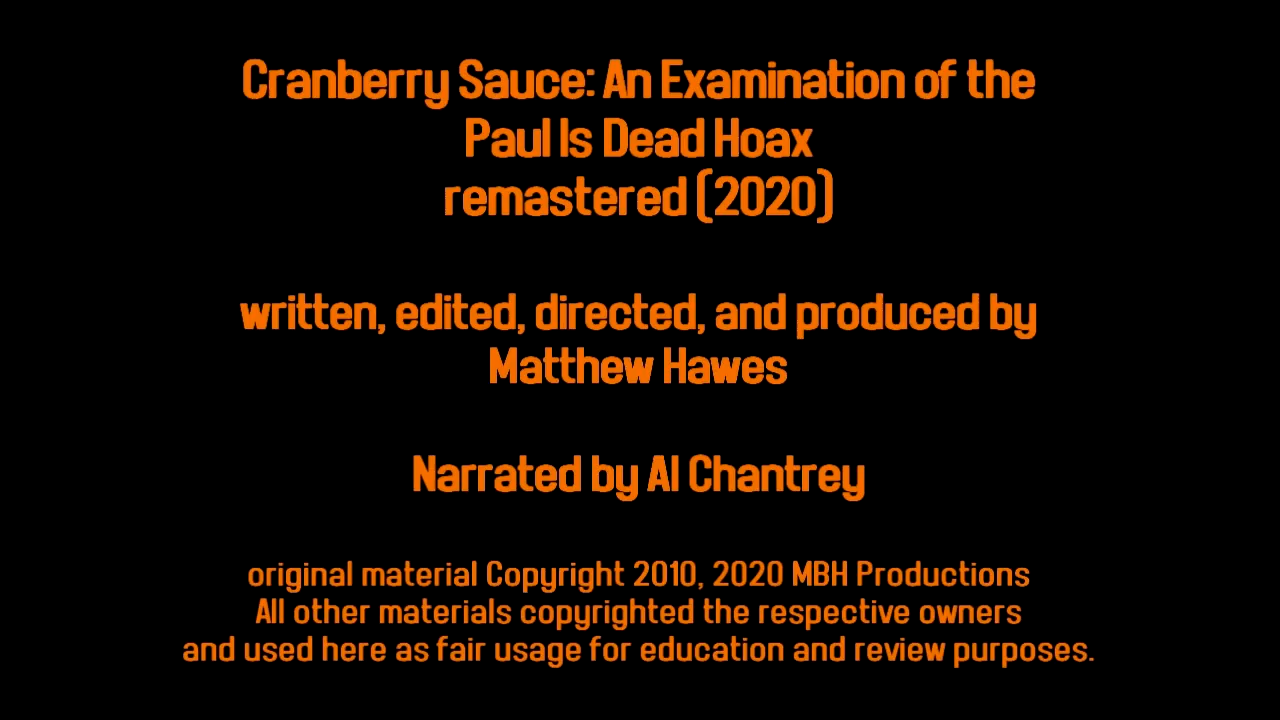 Cranberry Sauce: An Examination of the
Paul Is Dead Hoax
remastered (2020)
written, edited, directed, and produced by
Matthew Hawes
Narrated by Al Chantrey
original material Copyright 2010, 2020 MBH Productions
All other materials copyrighted the respective owners
and used here as fair usage for education and review purposes.